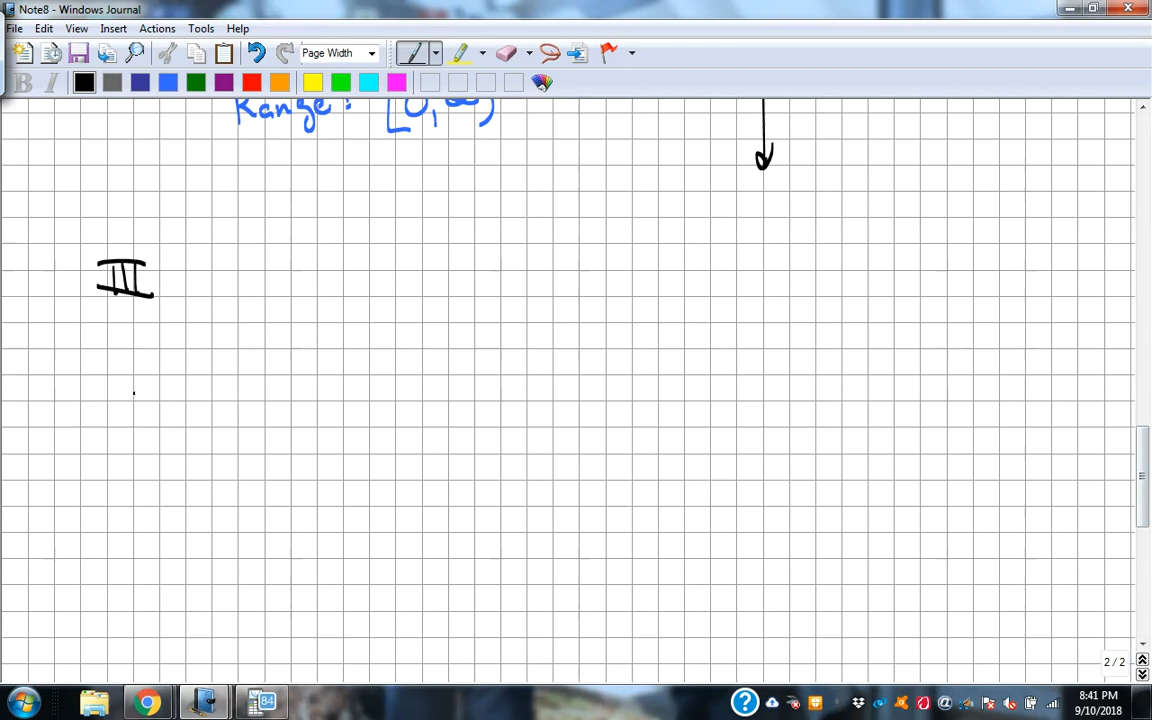 Note8 - Windows Journal
File Edit View Insert Actions Tools Help
Page Width
B I
Range: [0, ∞)
III
2 / 2
84
8:41 PM
9/10/2018